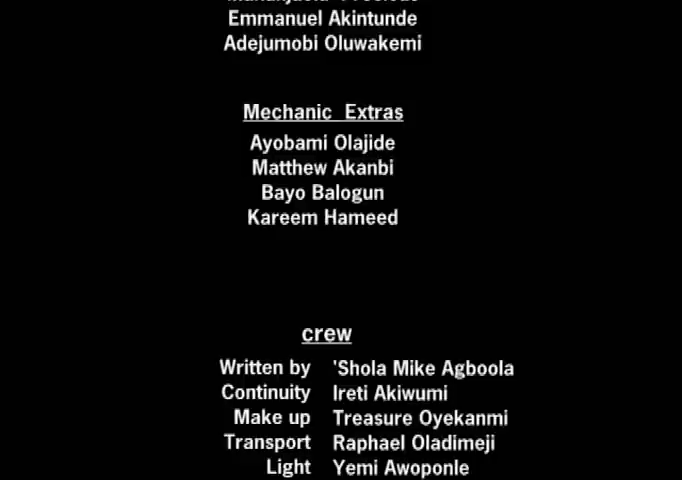 Emmanuel Akintunde
Adejumobi Oluwakemi
Mechanic Extras
Ayobami Olajide
Matthew Akanbi
Bayo Balogun
Kareem Hameed
crew
Written by 'Shola Mike Agboola
Continuity Ireti Akiwumi
Make up Treasure Oyekanmi
Transport Raphael Oladimeji
Light Yemi Awoponle